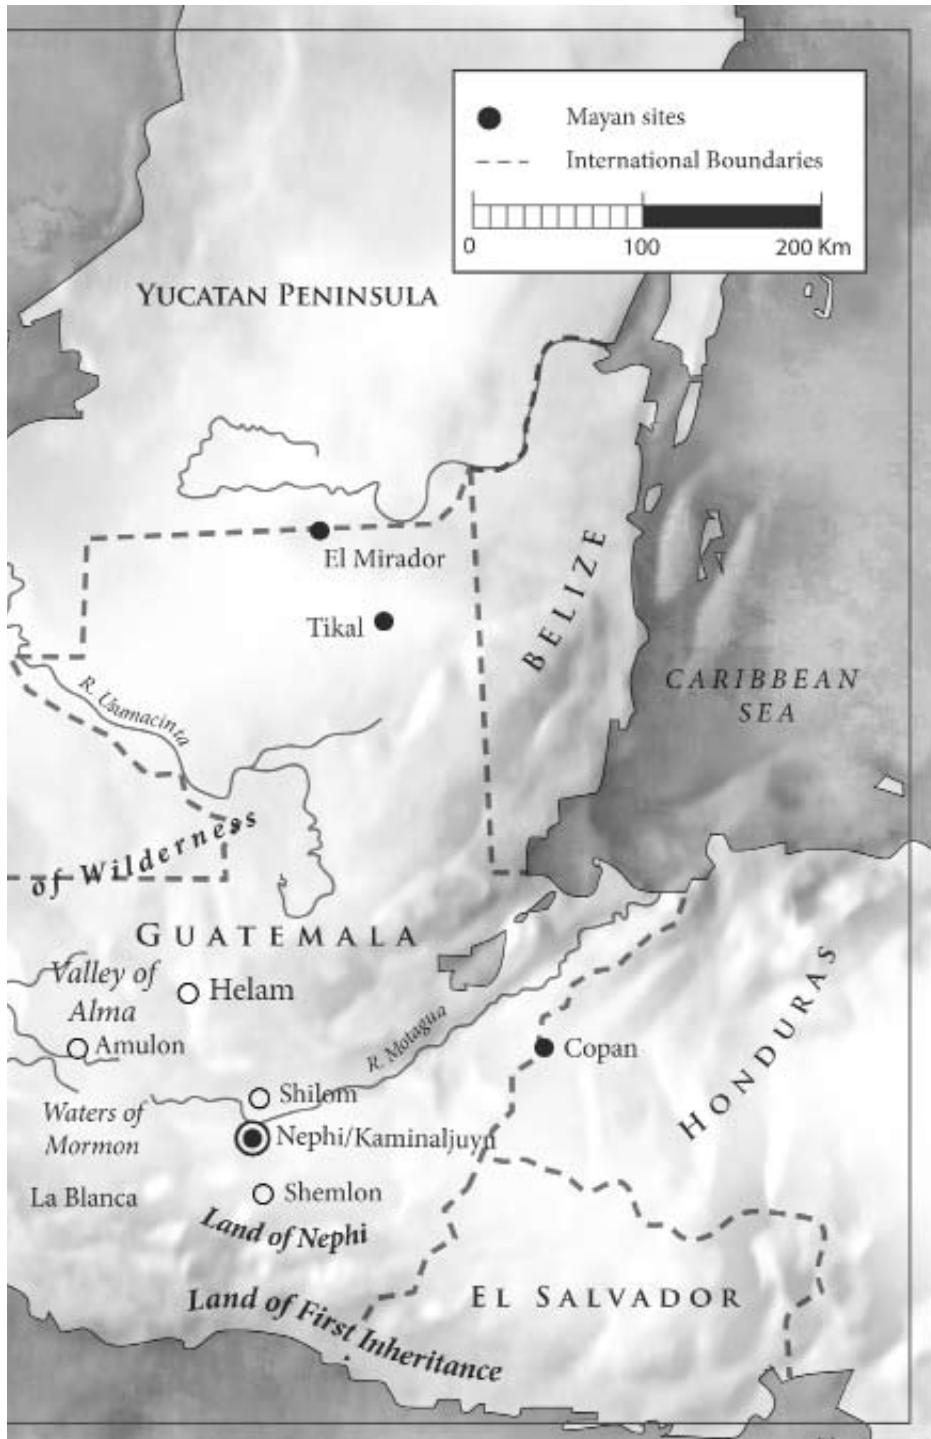 Mayan sites
International Boundaries
0 100 200 Km
YUCATAN PENINSULA
El Mirador
Tikal
BELIZE
CARIBBEAN
SEA
R. Usumacinta
of Wilderness
GUATEMALA
Valley of
Alma
Helam
Amulon
R. Motagua
Copan
HONDURAS
Shilom
Waters of
Mormon
Nephi/Kaminaljuyn
La Blanca
Shemlon
Land of Nephi
Land of First Inheritance
EL SALVADOR